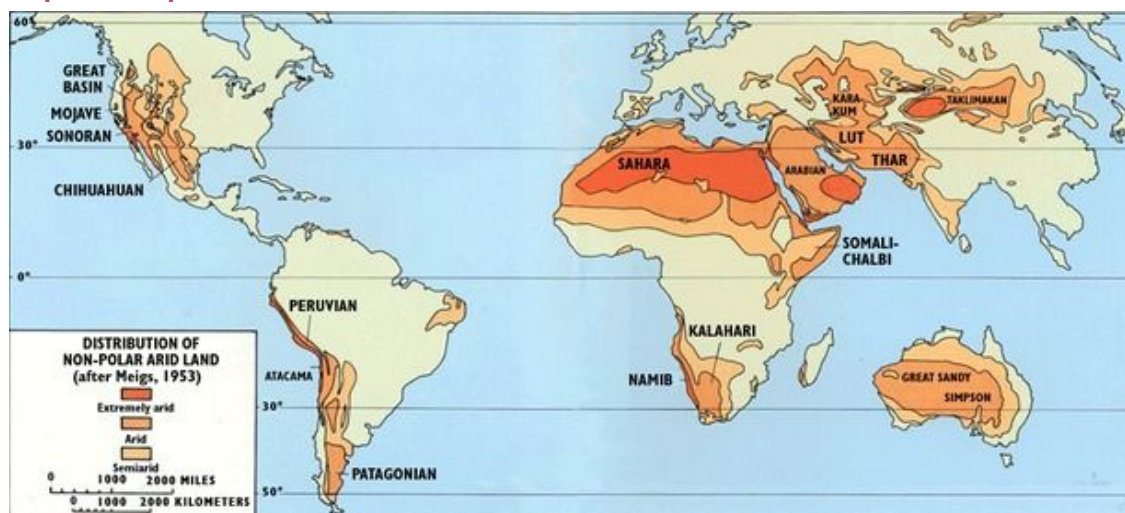 60°
GREAT
BASIN
MOJAVE
SONORAN
30°
CHIHUAHUAN
KARA
KUM
TAKLIMAKAN
LUT
THAR
SAHARA
ARABIAN
SOMALI-
CHALBI
0°
PERUVIAN
KALAHARI
ATACAMA
NAMIB
GREAT SANDY
SIMPSON
30°
PATAGONIAN
50°
DISTRIBUTION OF
NON-POLAR ARID LAND
(after Meigs, 1953)
Extremely arid
Arid
Semiarid
0 1000 2000 MILES
0 1000 2000 KILOMETERS